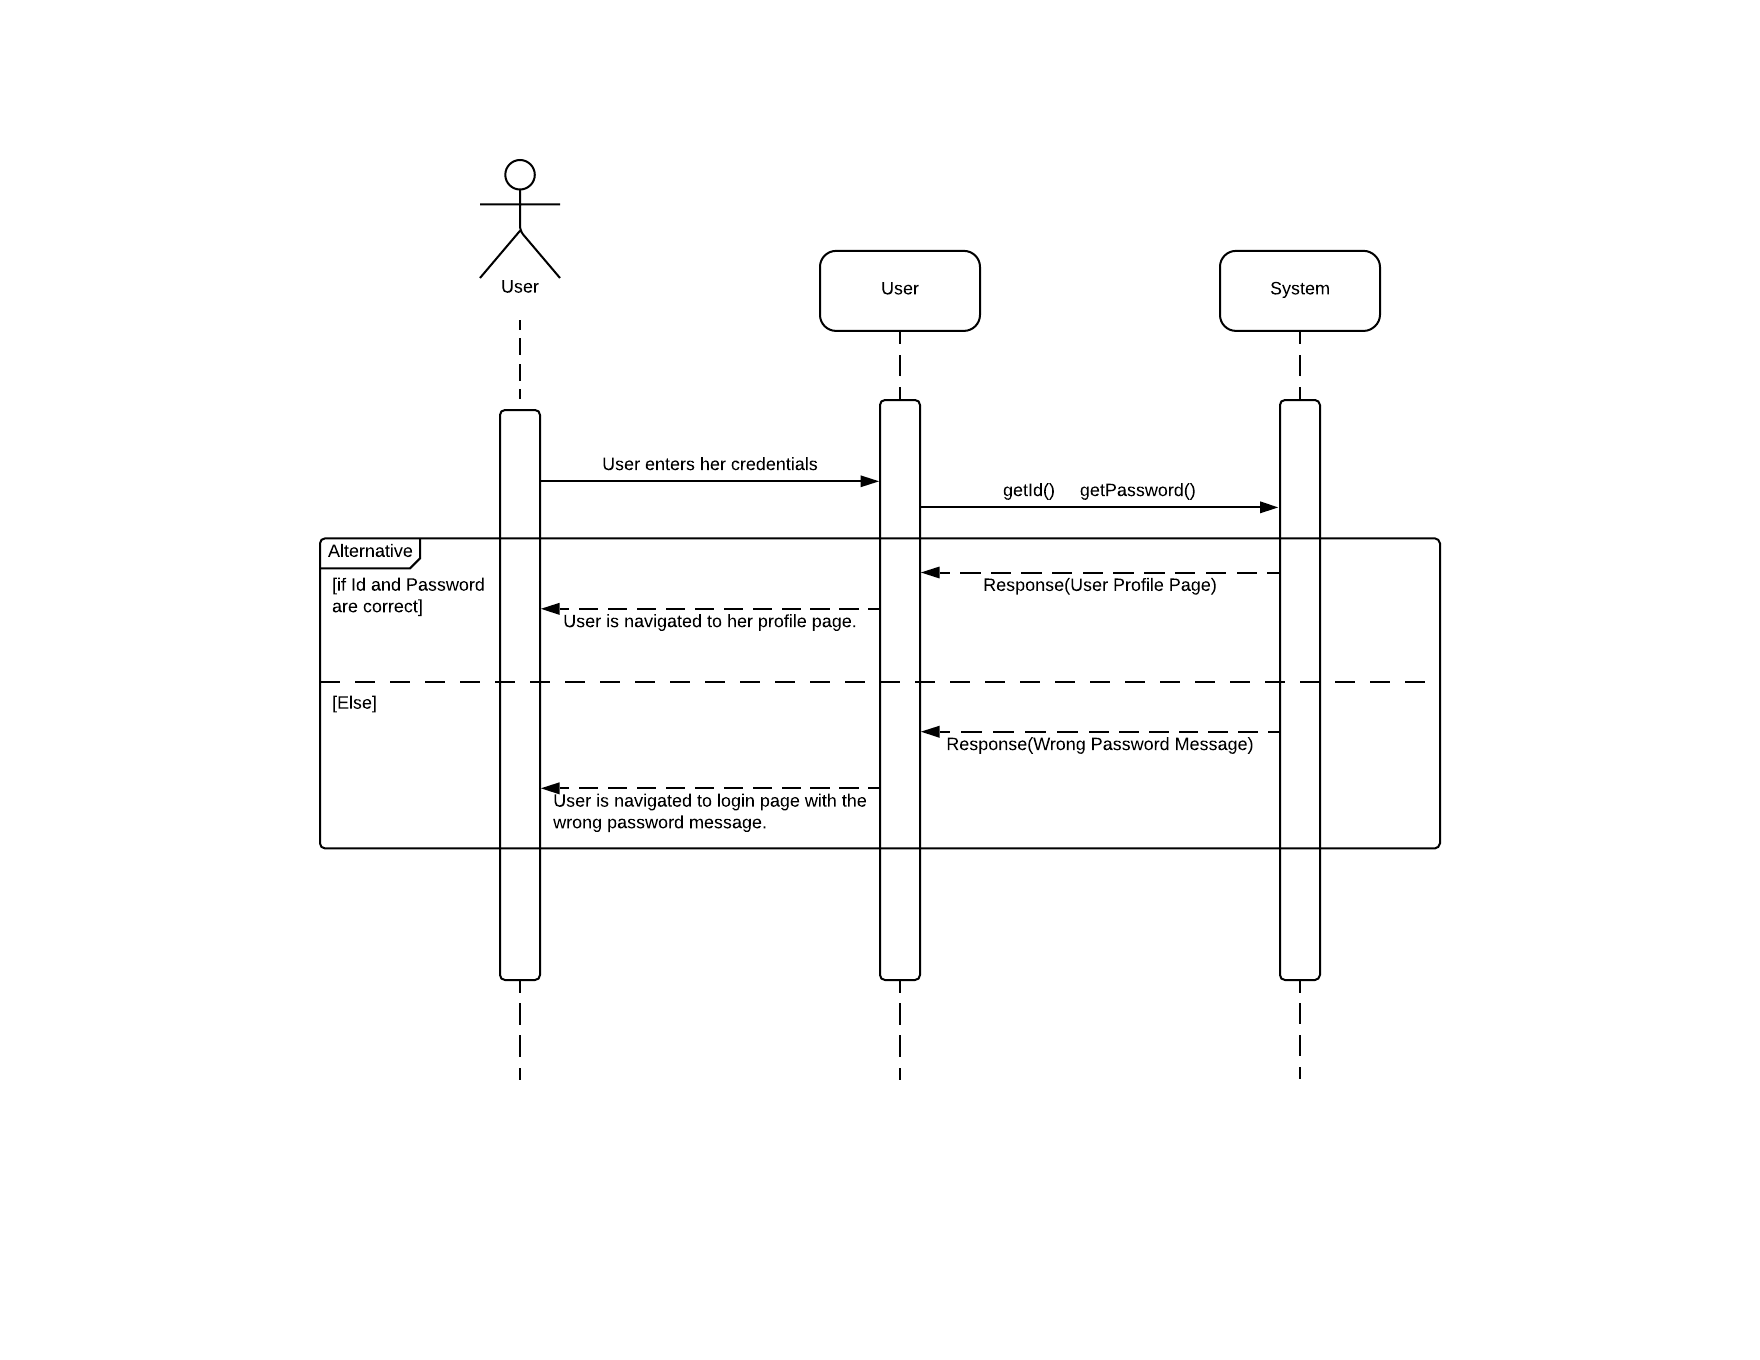 User
User
System
User enters her credentials
getId()     getPassword()
Alternative
[if Id and Password
are correct]
Response(User Profile Page)
User is navigated to her profile page.
[Else]
Response(Wrong Password Message)
User is navigated to login page with the
wrong password message.